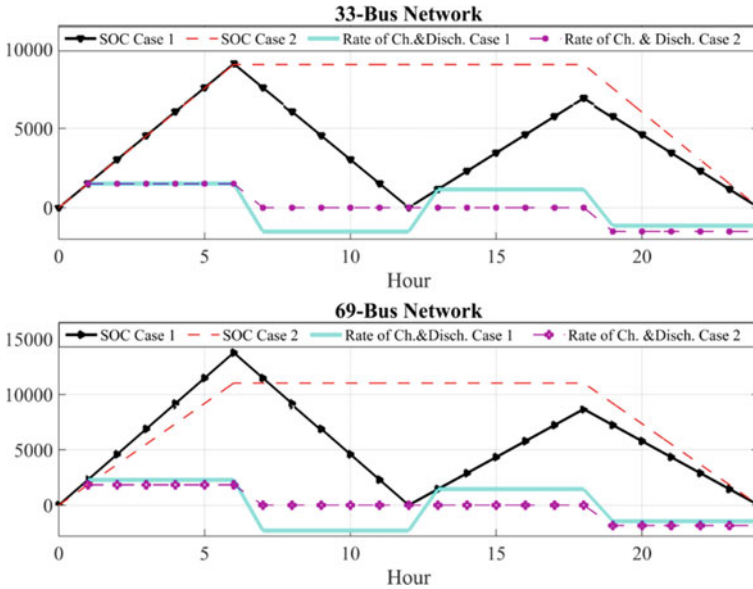 33-Bus Network
10000
SOC Case 1 SOC Case 2 Rate of Ch.&Disch. Case 1 Rate of Ch. & Disch. Case 2
5000
0
0 5 10 15 20
Hour
69-Bus Network
15000
SOC Case 1 SOC Case 2 Rate of Ch.&Disch. Case 1 Rate of Ch. &Disch. Case 2
10000
5000
0
0 5 10 15 20
Hour